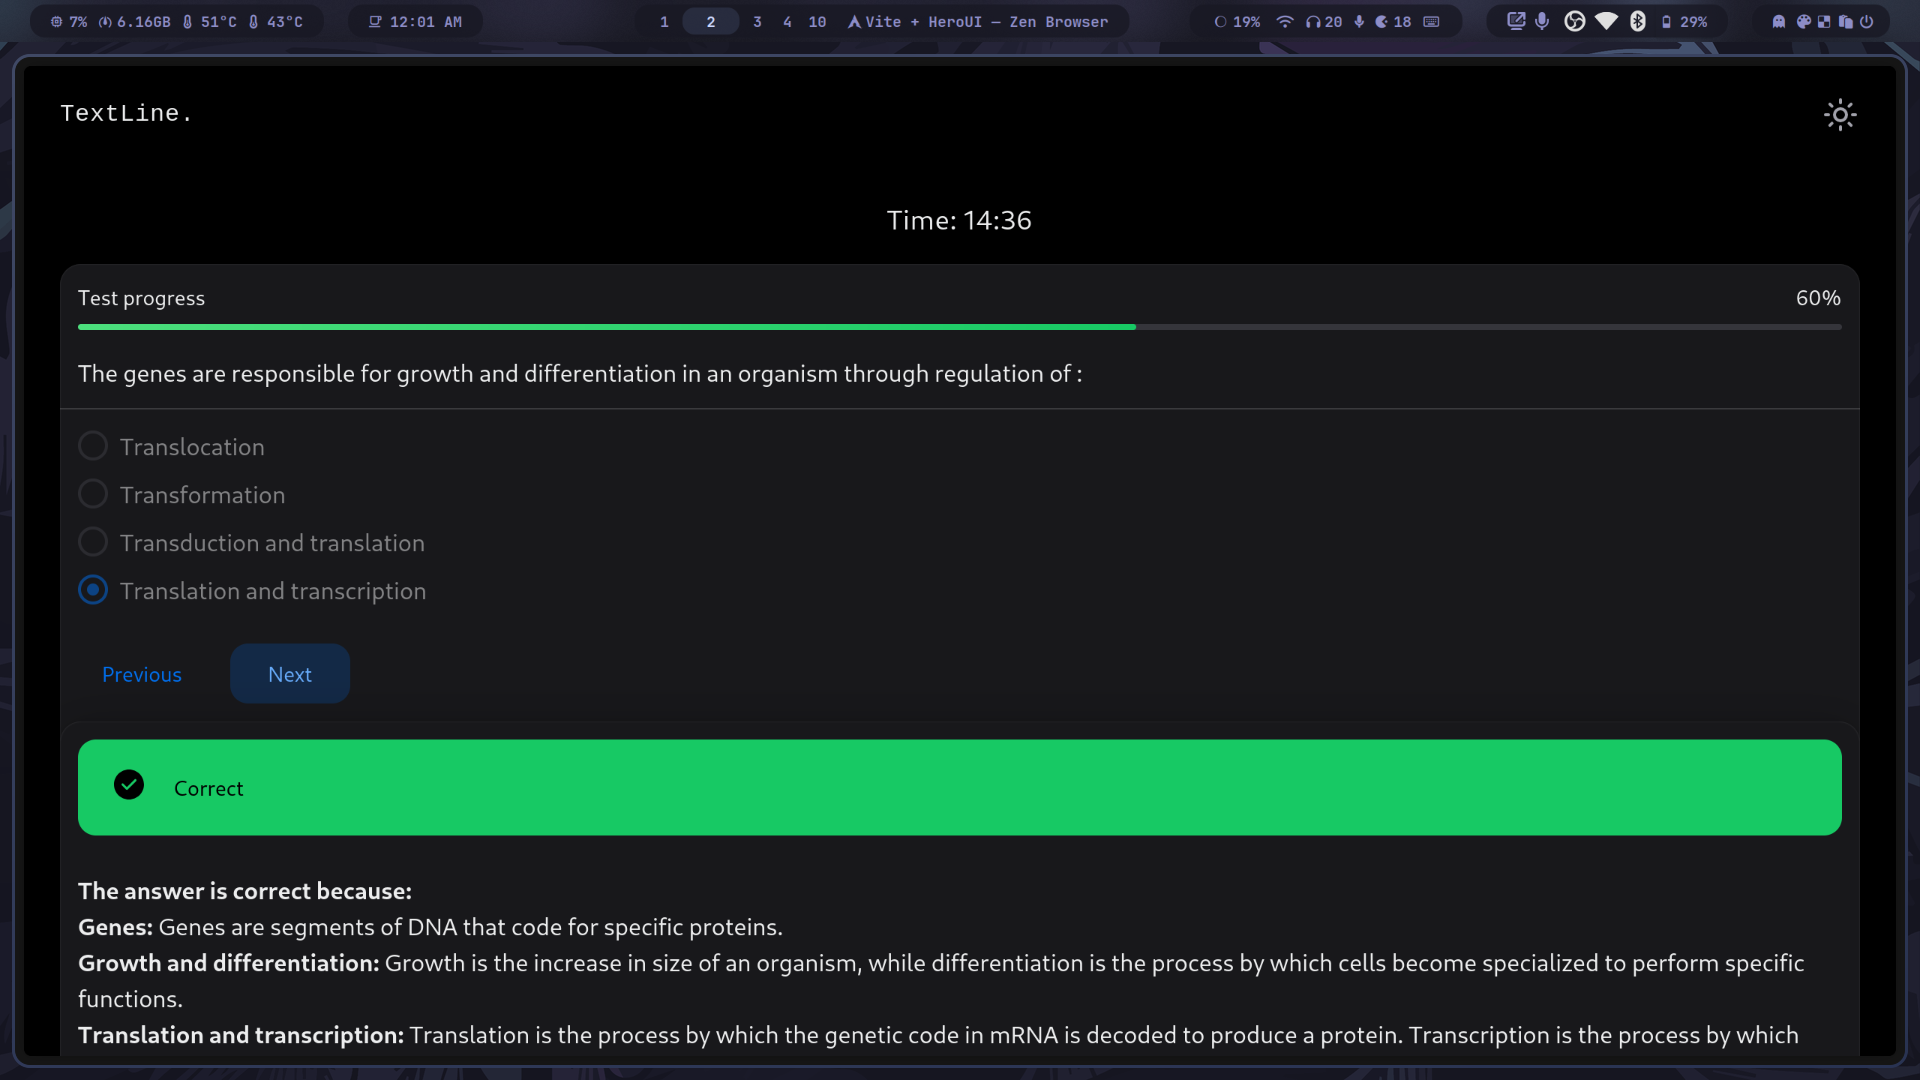 7% 6.16GB 51°C 43°C 12:01 AM 1 2 3 4 10 Vite + HeroUI — Zen Browser 19% 20 18 29%
TextLine.
Time: 14:36
Test progress 60%
The genes are responsible for growth and differentiation in an organism through regulation of :
Translocation
Transformation
Transduction and translation
Translation and transcription
Previous Next
Correct
The answer is correct because:
Genes: Genes are segments of DNA that code for specific proteins.
Growth and differentiation: Growth is the increase in size of an organism, while differentiation is the process by which cells become specialized to perform specific
functions.
Translation and transcription: Translation is the process by which the genetic code in mRNA is decoded to produce a protein. Transcription is the process by which